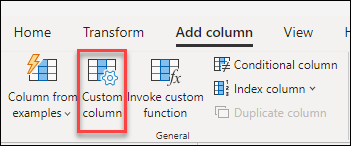 Home Transform Add column View
Column from examples
Custom column
Invoke custom function
Conditional column
Index column
Duplicate column
General